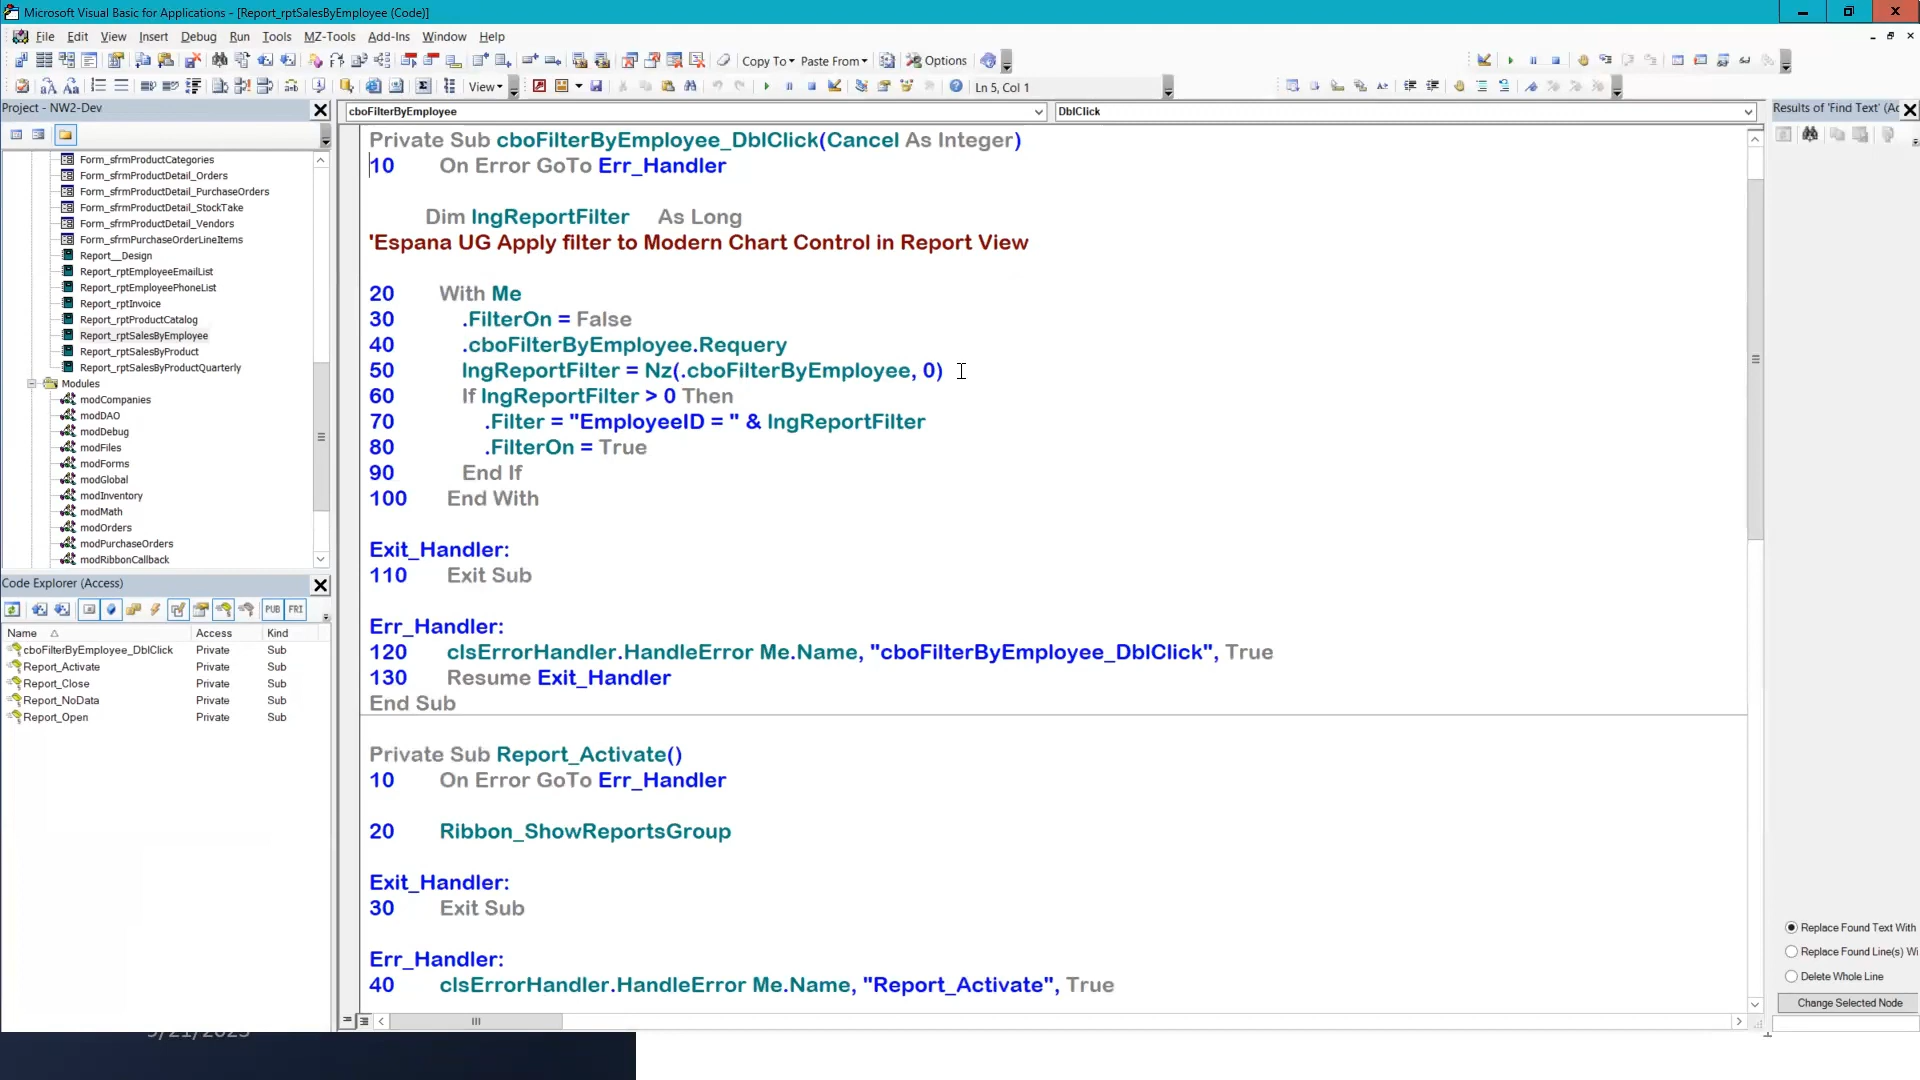 Microsoft Visual Basic for Applications - [Report_rptSalesByEmployee (Code)]
File Edit View Insert Debug Run Tools MZ-Tools Add-Ins Window Help
Copy To Paste From Options
View Ln 5, Col 1
Project - NW2-Dev
Form_sfrmProductCategories
Form_sfrmProductDetail_Orders
Form_sfrmProductDetail_PurchaseOrders
Form_sfrmProductDetail_StockTake
Form_sfrmProductDetail_Vendors
Form_sfrmPurchaseOrderLineItems
Report__Design
Report_rptEmployeeEmailList
Report_rptEmployeePhoneList
Report_rptInvoice
Report_rptProductCatalog
Report_rptSalesByEmployee
Report_rptSalesByProduct
Report_rptSalesByProductQuarterly
Modules
modCompanies
modDAO
modDebug
modFiles
modForms
modGlobal
modInventory
modMath
modOrders
modPurchaseOrders
modRibbonCallback
Code Explorer (Access)
PUB FRI
Name Access Kind
cboFilterByEmployee_DblClick Private Sub
Report_Activate Private Sub
Report_Close Private Sub
Report_NoData Private Sub
Report_Open Private Sub
cboFilterByEmployee DblClick
Private Sub cboFilterByEmployee_DblClick(Cancel As Integer)
10 On Error GoTo Err_Handler
Dim lngReportFilter As Long
'Espana UG Apply filter to Modern Chart Control in Report View
20 With Me
30 .FilterOn = False
40 .cboFilterByEmployee.Requery
50 lngReportFilter = Nz(.cboFilterByEmployee, 0)
60 If lngReportFilter > 0 Then
70 .Filter = "EmployeeID = " & lngReportFilter
80 .FilterOn = True
90 End If
100 End With
Exit_Handler:
110 Exit Sub
Err_Handler:
120 clsErrorHandler.HandleError Me.Name, "cboFilterByEmployee_DblClick", True
130 Resume Exit_Handler
End Sub
Private Sub Report_Activate()
10 On Error GoTo Err_Handler
20 Ribbon_ShowReportsGroup
Exit_Handler:
30 Exit Sub
Err_Handler:
40 clsErrorHandler.HandleError Me.Name, "Report_Activate", True
Results of 'Find Text' (Ac
Replace Found Text With
Replace Found Line(s) Wi
Delete Whole Line
Change Selected Node